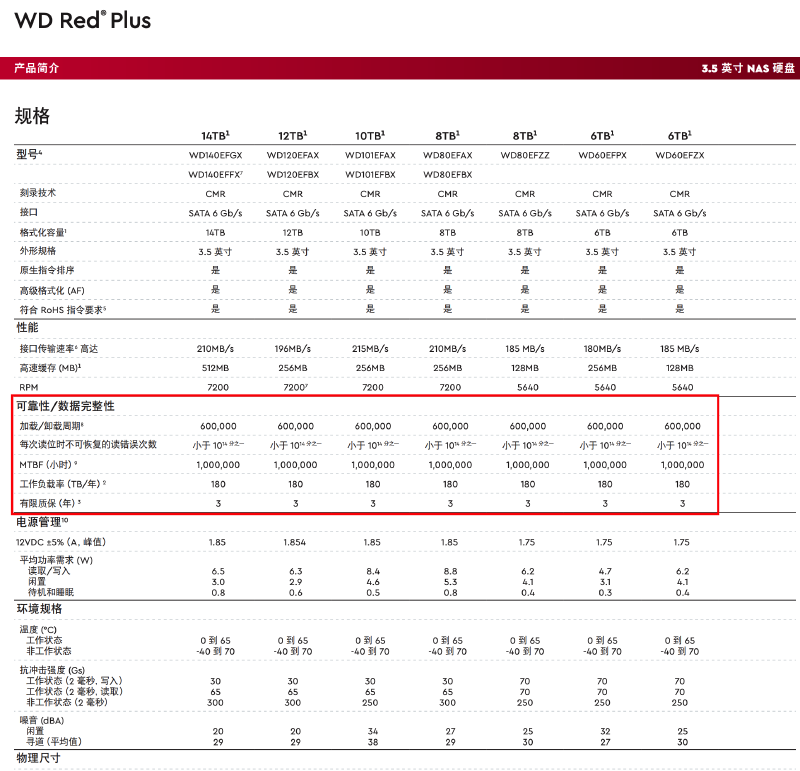 WD Red® Plus
产品简介 3.5 英寸 NAS 硬盘
规格
14TB¹ 12TB¹ 10TB¹ 8TB¹ 8TB¹ 6TB¹ 6TB¹
型号⁴ WD140EFGX WD120EFAX WD101EFAX WD80EFAX WD80EFZZ WD60EFPX WD60EFZX
WD140EFFX⁷ WD120EFBX WD101EFBX WD80EFBX
刻录技术 CMR CMR CMR CMR CMR CMR CMR
接口 SATA 6 Gb/s SATA 6 Gb/s SATA 6 Gb/s SATA 6 Gb/s SATA 6 Gb/s SATA 6 Gb/s SATA 6 Gb/s
格式化容量¹ 14TB 12TB 10TB 8TB 8TB 6TB 6TB
外形规格 3.5 英寸 3.5 英寸 3.5 英寸 3.5 英寸 3.5 英寸 3.5 英寸 3.5 英寸
原生指令排序 是 是 是 是 是 是 是
高级格式化 (AF) 是 是 是 是 是 是 是
符合 RoHS 指令要求⁵ 是 是 是 是 是 是 是
性能
接口传输速率⁶ 高达 210MB/s 196MB/s 215MB/s 210MB/s 185 MB/s 180MB/s 185 MB/s
高速缓存 (MB)¹ 512MB 256MB 256MB 256MB 128MB 256MB 128MB
RPM 7200 7200⁷ 7200 7200 5640 5640 5640
可靠性/数据完整性
加载/卸载周期⁸ 600,000 600,000 600,000 600,000 600,000 600,000 600,000
每次读位时不可恢复的读错误次数 小于 10¹⁴ 分之一 小于 10¹⁴ 分之一 小于 10¹⁴ 分之一 小于 10¹⁴ 分之一 小于 10¹⁴ 分之一 小于 10¹⁴ 分之一 小于 10¹⁴ 分之一
MTBF (小时) ⁹ 1,000,000 1,000,000 1,000,000 1,000,000 1,000,000 1,000,000 1,000,000
工作负载率 (TB/年) ² 180 180 180 180 180 180 180
有限质保 (年) ³ 3 3 3 3 3 3 3
电源管理¹⁰
12VDC ±5% (A, 峰值) 1.85 1.854 1.85 1.85 1.75 1.75 1.75
平均功率需求 (W)
读取/写入 6.5 6.3 8.4 8.8 6.2 4.7 6.2
闲置 3.0 2.9 4.6 5.3 4.1 3.1 4.1
待机和睡眠 0.8 0.6 0.5 0.8 0.4 0.3 0.4
环境规格
温度 (°C)
工作状态 0 到 65 0 到 65 0 到 65 0 到 65 0 到 65 0 到 65 0 到 65
非工作状态 -40 到 70 -40 到 70 -40 到 70 -40 到 70 -40 到 70 -40 到 70 -40 到 70
抗冲击强度 (Gs)
工作状态 (2 毫秒, 写入) 30 30 30 30 70 70 70
工作状态 (2 毫秒, 读取) 65 65 65 65 70 70 70
非工作状态 (2 毫秒) 300 300 250 300 250 250 250
噪音 (dBA)
闲置 20 20 34 27 25 32 25
寻道 (平均值) 29 29 38 29 30 27 30
物理尺寸